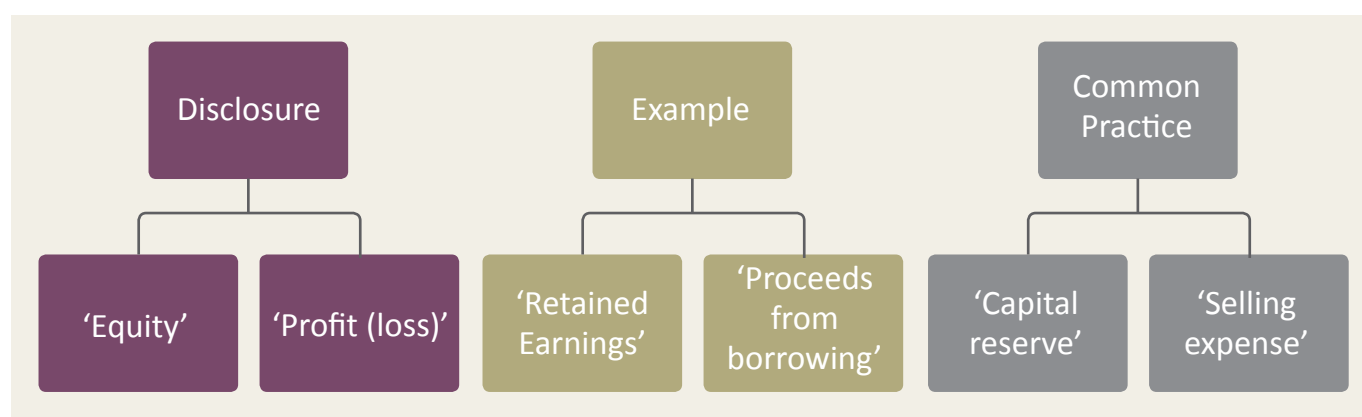 Disclosure
Example
Common
Practice
‘Equity’
‘Profit (loss)’
‘Retained
Earnings’
‘Proceeds
from
borrowing’
‘Capital
reserve’
‘Selling
expense’